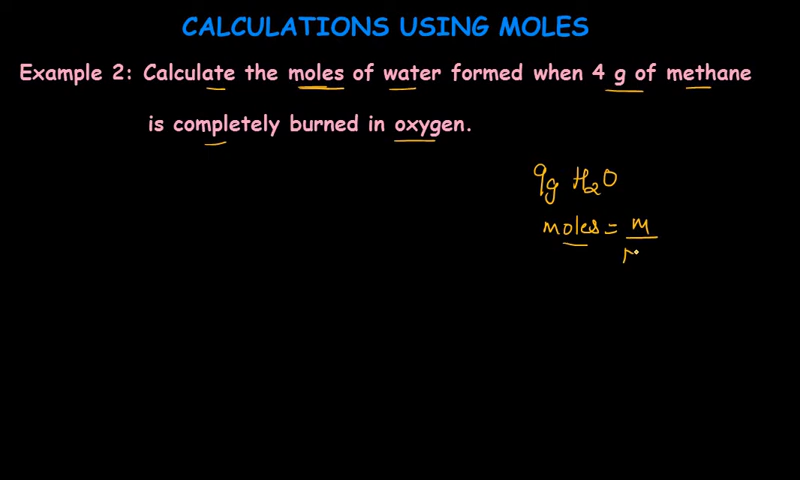 CALCULATIONS USING MOLES
Example 2: Calculate the moles of water formed when 4 g of methane
is completely burned in oxygen.
9g H₂O
moles = m